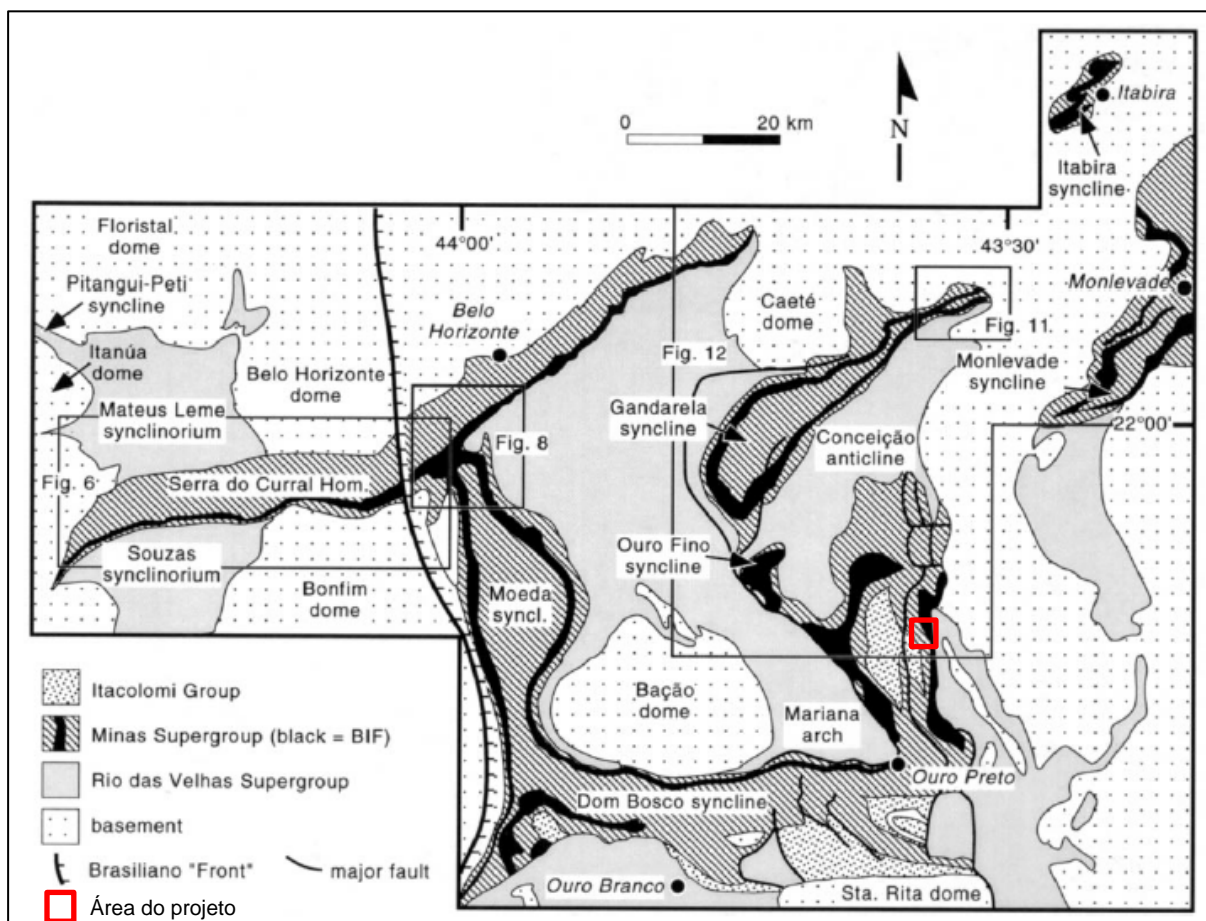 0
20 km
N
Itabira
Itabira
syncline
Floristal
dome
44°00'
43°30'
Pitangui-Peti
syncline
Belo
Horizonte
Caeté
dome
Monlevade
Fig. 11
Itanúa
dome
Fig. 12
Monlevade
syncline
Belo Horizonte
dome
Mateus Leme
synclinorium
Gandarela
syncline
22°00'
Conceição
anticline
Fig. 8
Fig. 6
Serra do Curral Hom.
Souzas
synclinorium
Ouro Fino
syncline
Bonfim
dome
Moeda
syncl.
Itacolomi Group
Bação
dome
Mariana
arch
Minas Supergroup (black = BIF)
Ouro Preto
Rio das Velhas Supergroup
Dom Bosco syncline
basement
Brasiliano "Front"
major fault
Ouro Branco
Sta. Rita dome
Área do projeto